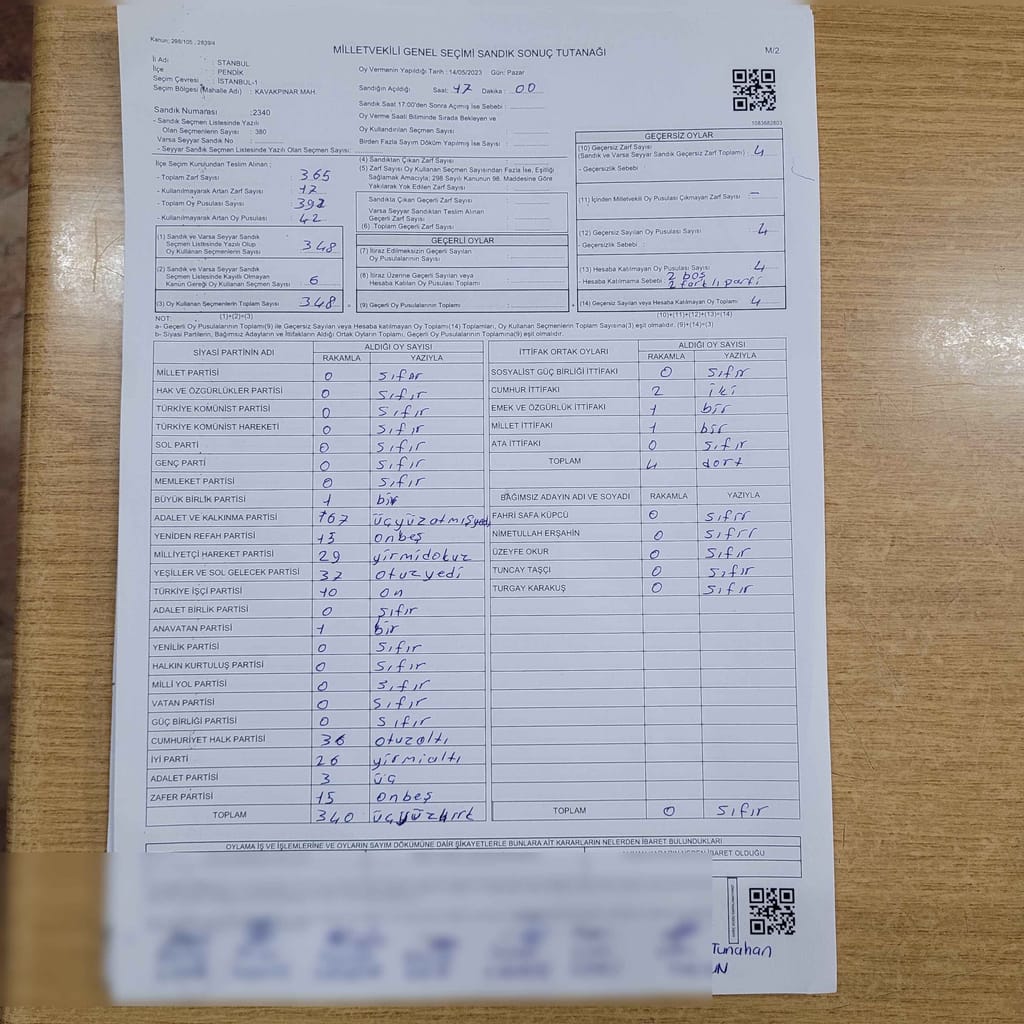 Kanun; 298/105 , 2839/4
MİLLETVEKİLİ GENEL SEÇİMİ SANDIK SONUÇ TUTANAĞI
M/2
İl Adı : İSTANBUL
İlçe : PENDİK
Seçim Çevresi : İSTANBUL-1
Seçim Bölgesi (Mahalle Adı) : KAVAKPINAR MAH.
Sandık Numarası :2340
- Sandık Seçmen Listesinde Yazılı
Olan Seçmenlerin Sayısı : 380
Varsa Seyyar Sandık No :
- Seyyar Sandık Seçmen Listesinde Yazılı Olan Seçmen Sayısı:
Oy Vermenin Yapıldığı Tarih : 14/05/2023 Gün: Pazar
Sandığın Açıldığı Saat: 17 Dakika: 00
Sandık Saat 17:00'den Sonra Açımış İse Sebebi :
Oy Verme Saati Bitiminde Sırada Bekleyen ve
Oy Kullandırılan Seçmen Sayısı :
Birden Fazla Sayım Döküm Yapılmış İse Sayısı :
1083682803
İlçe Seçim Kurulundan Teslim Alınan ;
- Toplam Zarf Sayısı : 365
- Kullanılmayarak Artan Zarf Sayısı : 17
- Toplam Oy Pusulası Sayısı : 392
- Kullanılmayarak Artan Oy Pusulası : 42
(1) Sandık ve Varsa Seyyar Sandık
Seçmen Listesinde Yazılı Olup
Oy Kullanan Seçmenlerin Sayısı : 348
(2) Sandık ve Varsa Seyyar Sandık
Seçmen Listesinde Kayıtlı Olmayan
Kanun Gereği Oy Kullanan Seçmen Sayısı : 6
(3) Oy Kullanan Seçmenlerin Toplam Sayısı : 348
(1)+(2)=(3)
(4) Sandıktan Çıkan Zarf Sayısı :
(5) Zarf Sayısı Oy Kullanan Seçmen Sayısından Fazla İse, Eşitliği
Sağlamak Amacıyla; 298 Sayılı Kanunun 98. Maddesine Göre
Yakılarak Yok Edilen Zarf Sayısı :
Sandıkta Çıkan Geçerli Zarf Sayısı :
Varsa Seyyar Sandıktan Teslim Alınan
Geçerli Zarf Sayısı :
(6) Toplam Geçerli Zarf Sayısı :
GEÇERLİ OYLAR
(7) İtiraz Edilmeksizin Geçerli Sayılan
Oy Pusulalarının Sayısı :
(8) İtiraz Üzerine Geçerli Sayılan veya
Hesaba Katılan Oy Pusulaları Toplamı :
(9) Geçerli Oy Pusulalarının Toplamı :
GEÇERSİZ OYLAR
(10) Geçersiz Zarf Sayısı
(Sandık ve Varsa Seyyar Sandık Geçersiz Zarf Toplamı) : 4
- Geçersizlik Sebebi :
(11) İçinden Milletvekili Oy Pusulası Çıkmayan Zarf Sayısı : -
(12) Geçersiz Sayılan Oy Pusulası Sayısı : 4
- Geçersizlik Sebebi :
(13) Hesaba Katılmayan Oy Pusulası Sayısı : 4
- Hesaba Katılmama Sebebi : 2 boş
2 farklı parti
(14) Geçersiz Sayılan veya Hesaba Katılmayan Oy Toplamı : 4
(10)+(11)+(12)+(13)=(14)
NOT:
a- Geçerli Oy Pusulaları Toplamı(9) ile Geçersiz Sayılan veya Hesaba katılmayan Oy Toplamı(14) Toplamları, Oy Kullanan Seçmenlerin Toplam Sayısına(3) eşit olmalıdır. (9)+(14)=(3)
b- Siyasi Partilerin, Bağımsız Adayların ve İttifakların Aldığı Ortak Oyların Toplamı, Geçerli Oy Pusulalarının Toplamına(9) eşit olmalıdır.
SİYASİ PARTİNİN ADI ALDIĞI OY SAYISI
RAKAMLA YAZIYLA
MİLLET PARTİSİ 0 sıfır
HAK VE ÖZGÜRLÜKLER PARTİSİ 0 sıfır
TÜRKİYE KOMÜNİST PARTİSİ 0 sıfır
TÜRKİYE KOMÜNİST HAREKETİ 0 sıfır
SOL PARTİ 0 sıfır
GENÇ PARTİ 0 sıfır
MEMLEKET PARTİSİ 0 sıfır
BÜYÜK BİRLİK PARTİSİ 1 bir
ADALET VE KALKINMA PARTİSİ 167 üçyüzatmışyedi
YENİDEN REFAH PARTİSİ 15 onbeş
MİLLİYETÇİ HAREKET PARTİSİ 29 yirmidokuz
YEŞİLLER VE SOL GELECEK PARTİSİ 37 otuzyedi
TÜRKİYE İŞÇİ PARTİSİ 10 on
ADALET BİRLİK PARTİSİ 0 sıfır
ANAVATAN PARTİSİ 1 bir
YENİLİK PARTİSİ 0 sıfır
HALKIN KURTULUŞ PARTİSİ 0 sıfır
MİLLİ YOL PARTİSİ 0 sıfır
VATAN PARTİSİ 0 sıfır
GÜÇ BİRLİĞİ PARTİSİ 0 sıfır
CUMHURİYET HALK PARTİSİ 36 otuzaltı
İYİ PARTİ 26 yirmialtı
ADALET PARTİSİ 3 üç
ZAFER PARTİSİ 15 onbeş
TOPLAM 340 üçyüzkırk
İTTİFAK ORTAK OYLARI ALDIĞI OY SAYISI
RAKAMLA YAZIYLA
SOSYALİST GÜÇ BİRLİĞİ İTTİFAKI 0 sıfır
CUMHUR İTTİFAKI 2 iki
EMEK VE ÖZGÜRLÜK İTTİFAKI 1 bir
MİLLET İTTİFAKI 1 bir
ATA İTTİFAKI 0 sıfır
TOPLAM 4 dort
BAĞIMSIZ ADAYIN ADI VE SOYADI RAKAMLA YAZIYLA
FAHRİ SAFA KÜPCÜ 0 sıfır
NİMETULLAH ERŞAHİN 0 sıfır
ÜZEYFE OKUR 0 sıfır
TUNCAY TAŞÇI 0 sıfır
TURGAY KARAKUŞ 0 sıfır
TOPLAM 0 sıfır
OYLAMA İŞ VE İŞLEMLERİNE VE OYLARIN SAYIM DÖKÜMÜNE DAİR ŞİKAYETLERLE BUNLARA AİT KARARLARIN NELERDEN İBARET BULUNDUKLARI
İBARET OLDUĞU
Tunahan
UN